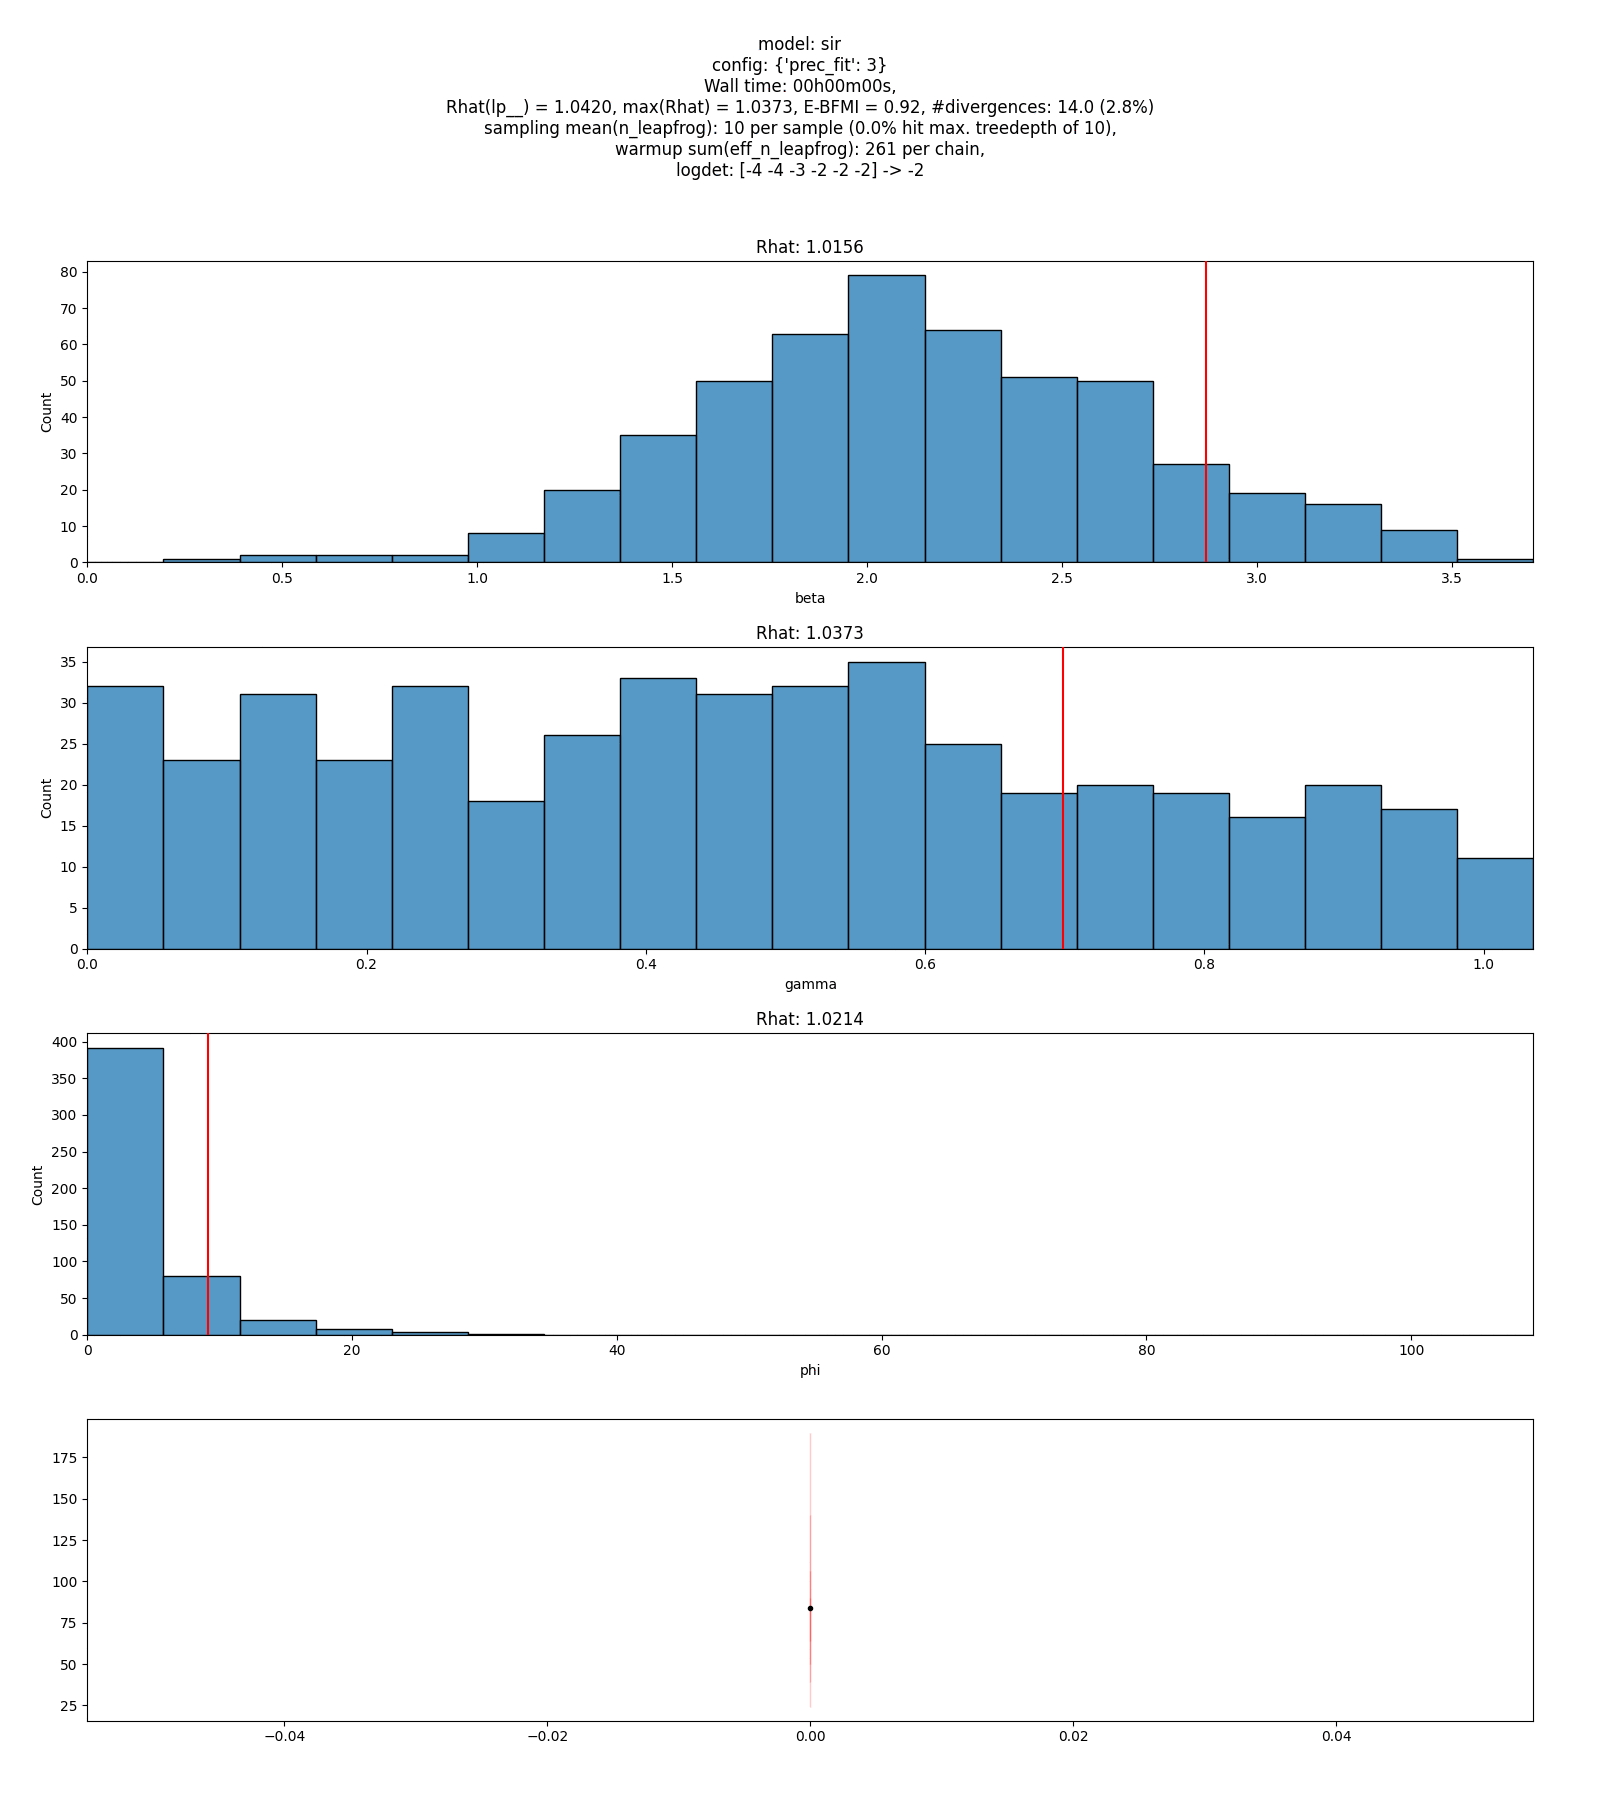 model: sir
config: {'prec_fit': 3}
Wall time: 00h00m00s,
Rhat(lp__) = 1.0420, max(Rhat) = 1.0373, E-BFMI = 0.92, #divergences: 14.0 (2.8%)
sampling mean(n_leapfrog): 10 per sample (0.0% hit max. treedepth of 10),
warmup sum(eff_n_leapfrog): 261 per chain,
logdet: [-4 -4 -3 -2 -2 -2] -> -2
Rhat: 1.0156
80
70
60
50
40
30
20
10
0
Count
0.0 0.5 1.0 1.5 2.0 2.5 3.0 3.5
beta
Rhat: 1.0373
35
30
25
20
15
10
5
0
Count
0.0 0.2 0.4 0.6 0.8 1.0
gamma
Rhat: 1.0214
400
350
300
250
200
150
100
50
0
Count
0 20 40 60 80 100
phi
175
150
125
100
75
50
25
−0.04 −0.02 0.00 0.02 0.04